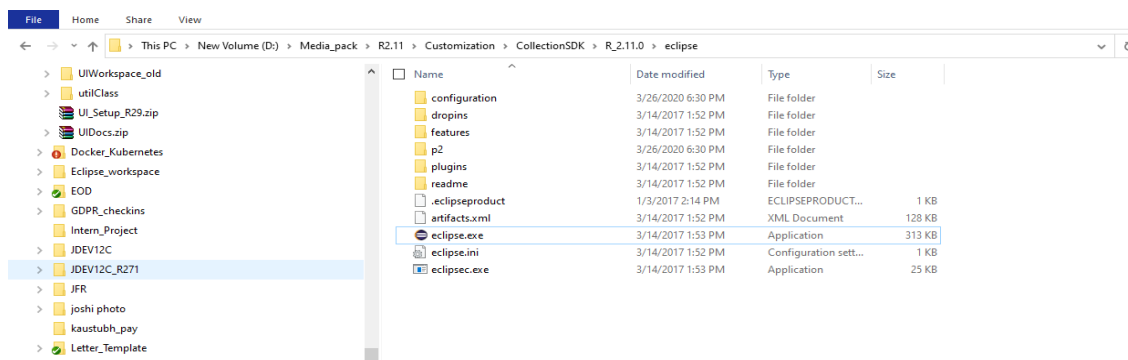 File Home Share View
This PC > New Volume (D:) > Media_pack > R2.11 > Customization > CollectionSDK > R_2.11.0 > eclipse
UIWorkspace_old
utilClass
UI_Setup_R29.zip
UIDocs.zip
Docker_Kubernetes
Eclipse_workspace
EOD
GDPR_checkins
Intern_Project
JDEV12C
JDEV12C_R271
JFR
joshi photo
kaustubh_pay
Letter_Template
Name Date modified Type Size
configuration 3/26/2020 6:30 PM File folder
dropins 3/14/2017 1:52 PM File folder
features 3/14/2017 1:52 PM File folder
p2 3/26/2020 6:30 PM File folder
plugins 3/14/2017 1:52 PM File folder
readme 3/14/2017 1:52 PM File folder
.eclipseproduct 1/3/2017 2:14 PM ECLIPSEPRODUCT... 1 KB
artifacts.xml 3/14/2017 1:52 PM XML Document 128 KB
eclipse.exe 3/14/2017 1:53 PM Application 313 KB
eclipse.ini 3/14/2017 1:52 PM Configuration sett... 1 KB
eclipsec.exe 3/14/2017 1:53 PM Application 25 KB